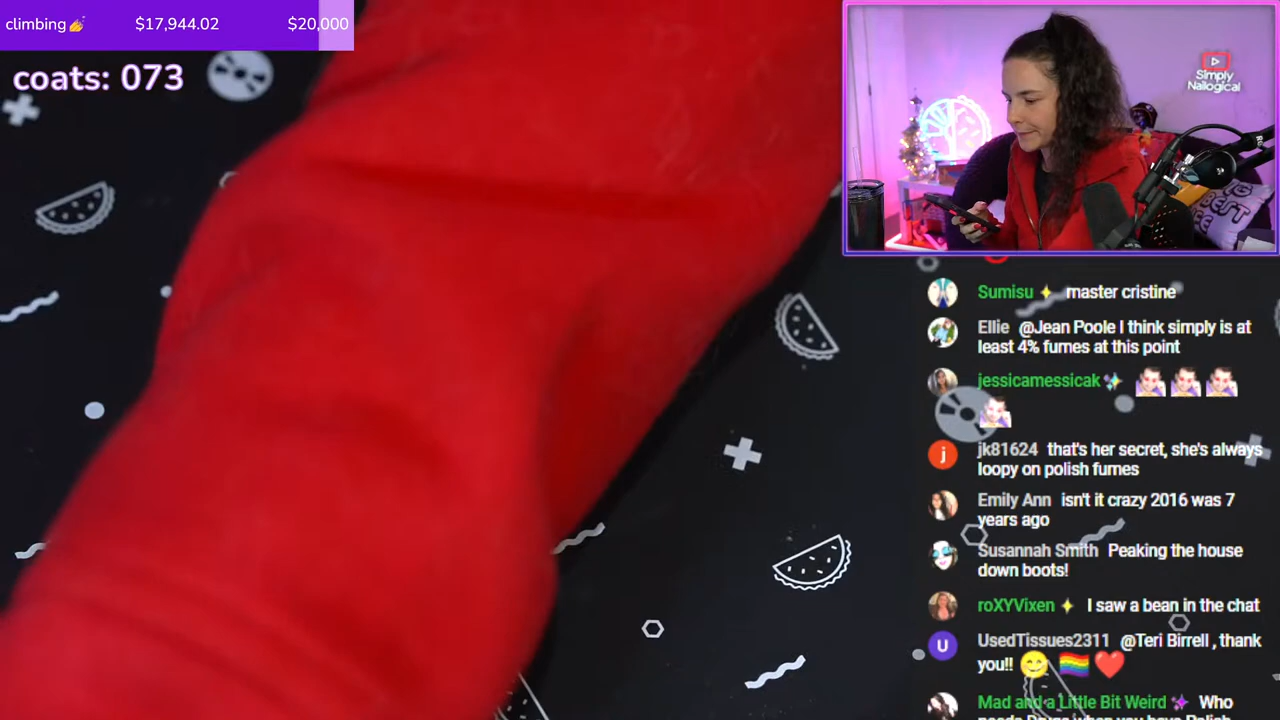 climbing💅 $17,944.02 $20,000
coats: 073
Simply
Nailogical
Sumisu master cristine
Ellie @Jean Poole I think simply is at
least 4% fumes at this point
jessicamessicak
j
jk81624 that's her secret, she's always
loopy on polish fumes
Emily Ann isn't it crazy 2016 was 7
years ago
Susannah Smith Peaking the house
down boots!
roXYVixen I saw a bean in the chat
U
UsedTissues2311 @Teri Birrell , thank
you!! 😊 🏳️‍🌈 ❤️
Mad and a Little Bit Weird Who